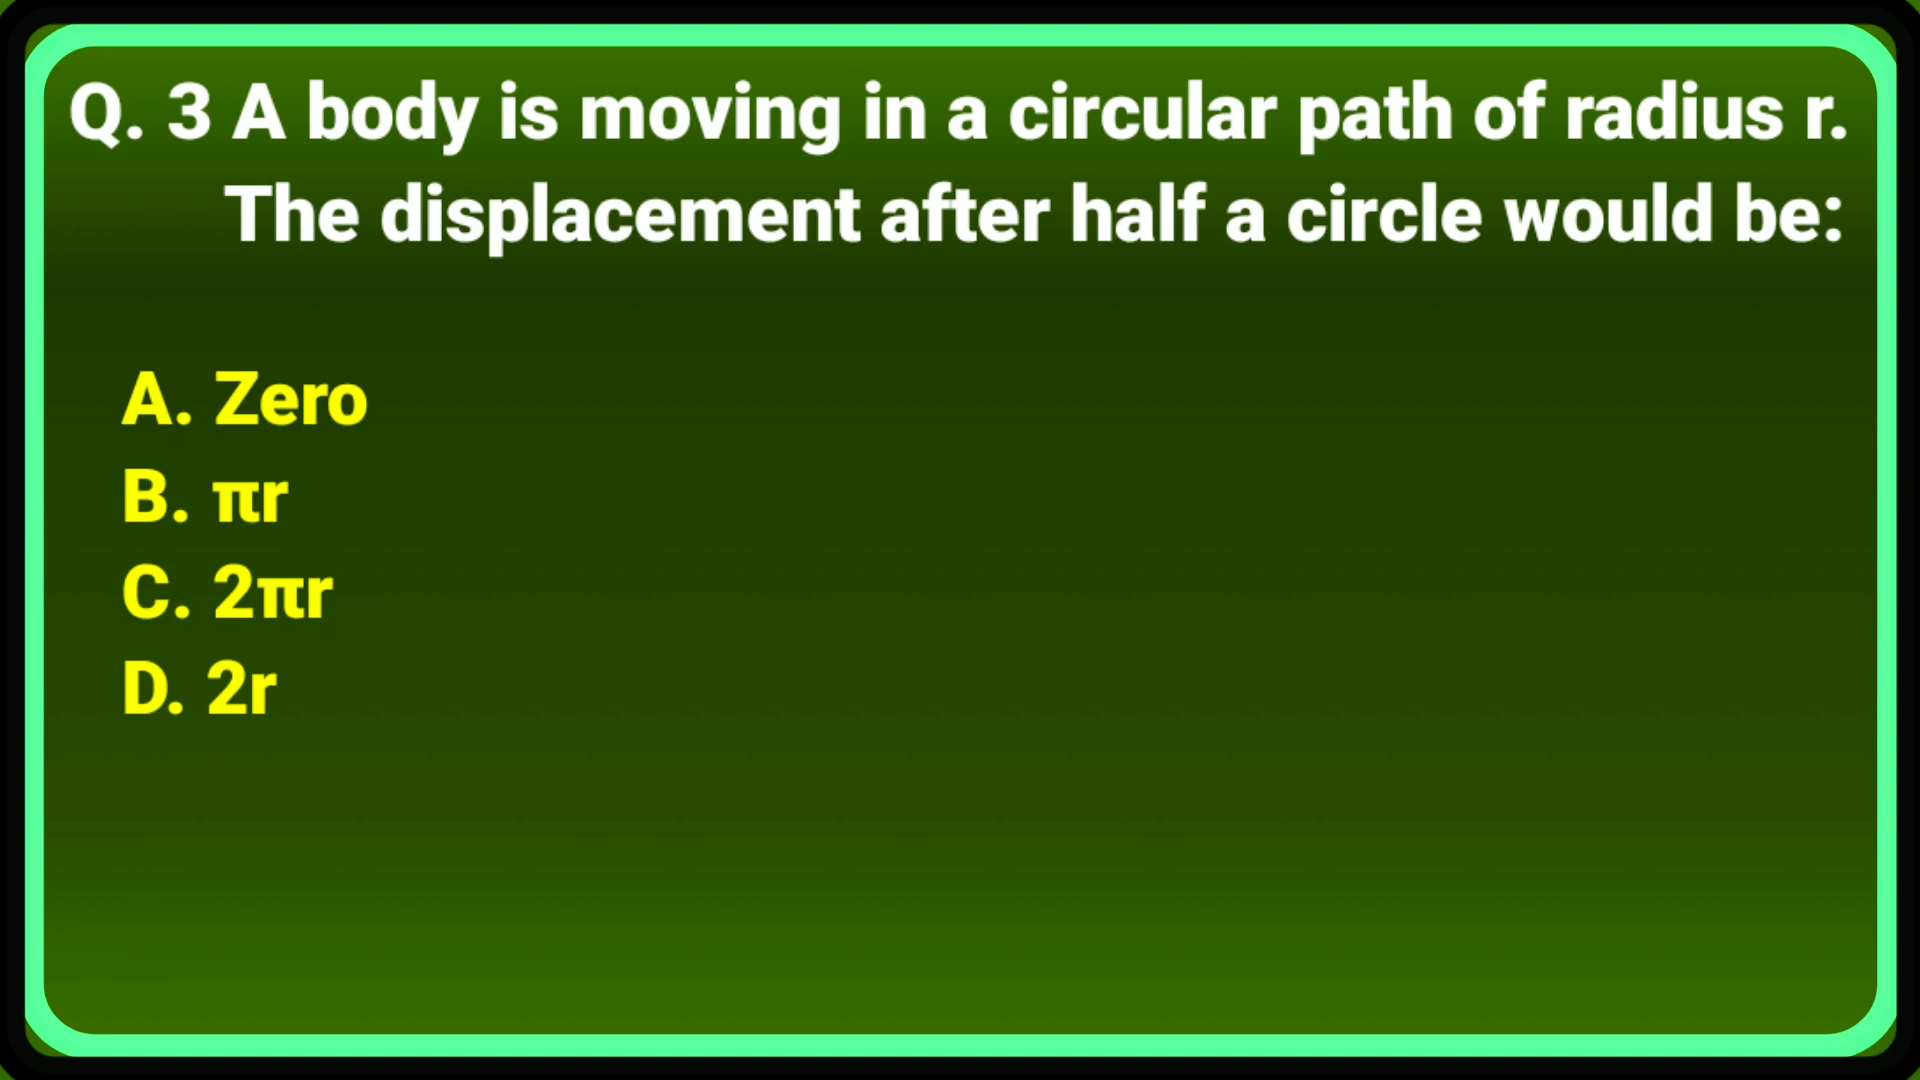 Q. 3 A body is moving in a circular path of radius r.
The displacement after half a circle would be:
A. Zero
B. πr
C. 2πr
D. 2r